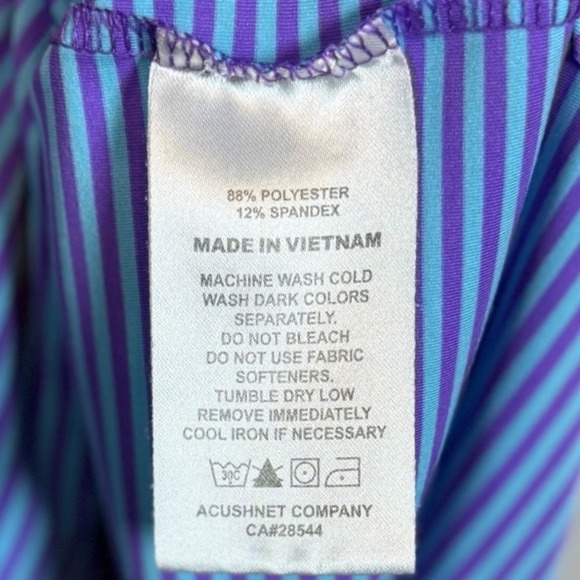 88% POLYESTER
12% SPANDEX
MADE IN VIETNAM
MACHINE WASH COLD
WASH DARK COLORS
SEPARATELY.
DO NOT BLEACH
DO NOT USE FABRIC
SOFTENERS.
TUMBLE DRY LOW
REMOVE IMMEDIATELY
COOL IRON IF NECESSARY
30C
ACUSHNET COMPANY
CA#28544